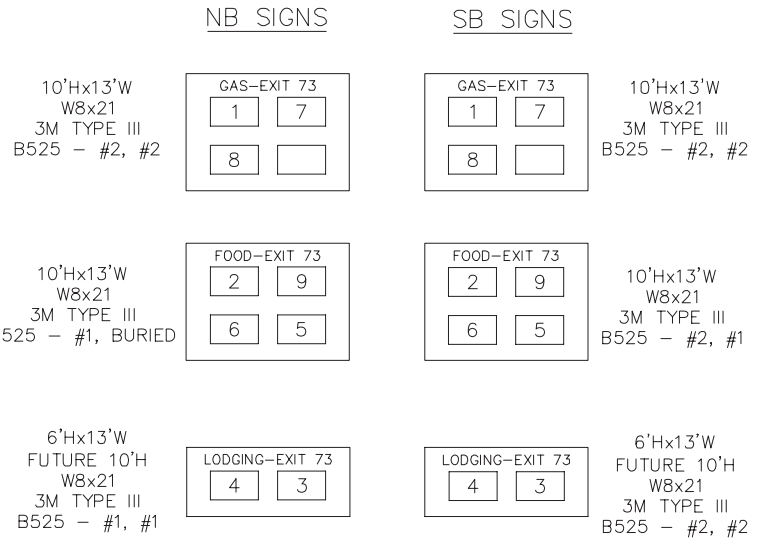 NB SIGNS
SB SIGNS
10'Hx13'W
W8x21
3M TYPE III
B525 – #2, #2
GAS–EXIT 73
1 7
8
GAS–EXIT 73
1 7
8
10'Hx13'W
W8x21
3M TYPE III
B525 – #2, #2
10'Hx13'W
W8x21
3M TYPE III
525 – #1, BURIED
FOOD–EXIT 73
2 9
6 5
FOOD–EXIT 73
2 9
6 5
10'Hx13'W
W8x21
3M TYPE III
B525 – #2, #1
6'Hx13'W
FUTURE 10'H
W8x21
3M TYPE III
B525 – #1, #1
LODGING–EXIT 73
4 3
LODGING–EXIT 73
4 3
6'Hx13'W
FUTURE 10'H
W8x21
3M TYPE III
B525 – #2, #2